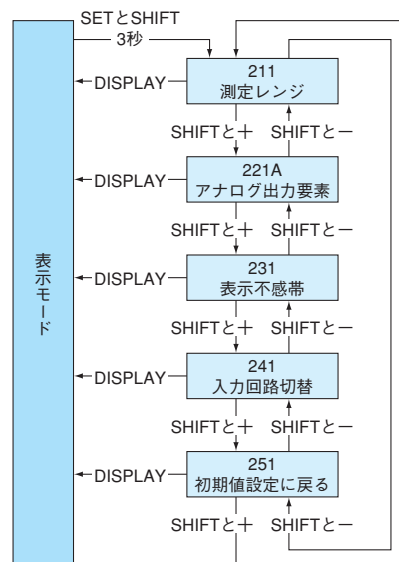 SETとSHIFT
3秒
211
測定レンジ
DISPLAY
SHIFTと＋ SHIFTとー
221A
アナログ出力要素
DISPLAY
SHIFTと＋ SHIFTとー
231
表示不感帯
DISPLAY
表示モード
SHIFTと＋ SHIFTとー
241
入力回路切替
DISPLAY
SHIFTと＋ SHIFTとー
251
初期値設定に戻る
DISPLAY
SHIFTと＋ SHIFTとー